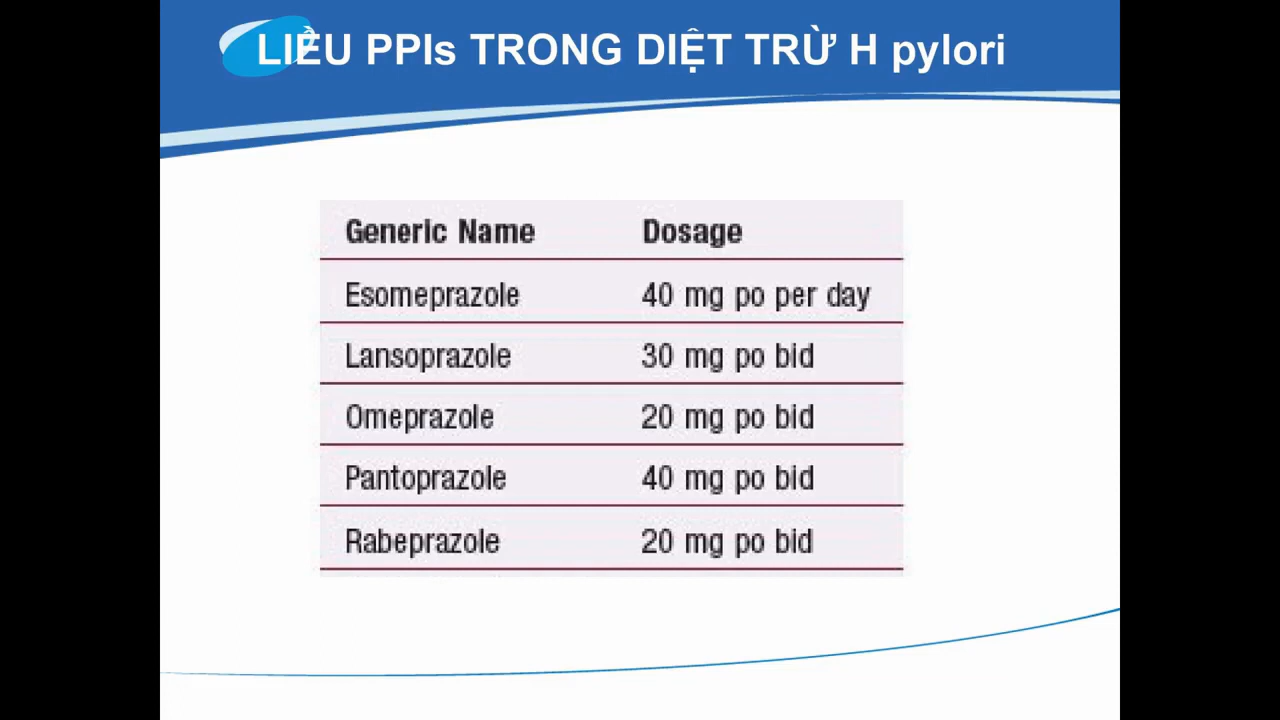 LIỀU PPIs TRONG DIỆT TRỪ H pylori
Generic Name Dosage
Esomeprazole 40 mg po per day
Lansoprazole 30 mg po bid
Omeprazole 20 mg po bid
Pantoprazole 40 mg po bid
Rabeprazole 20 mg po bid